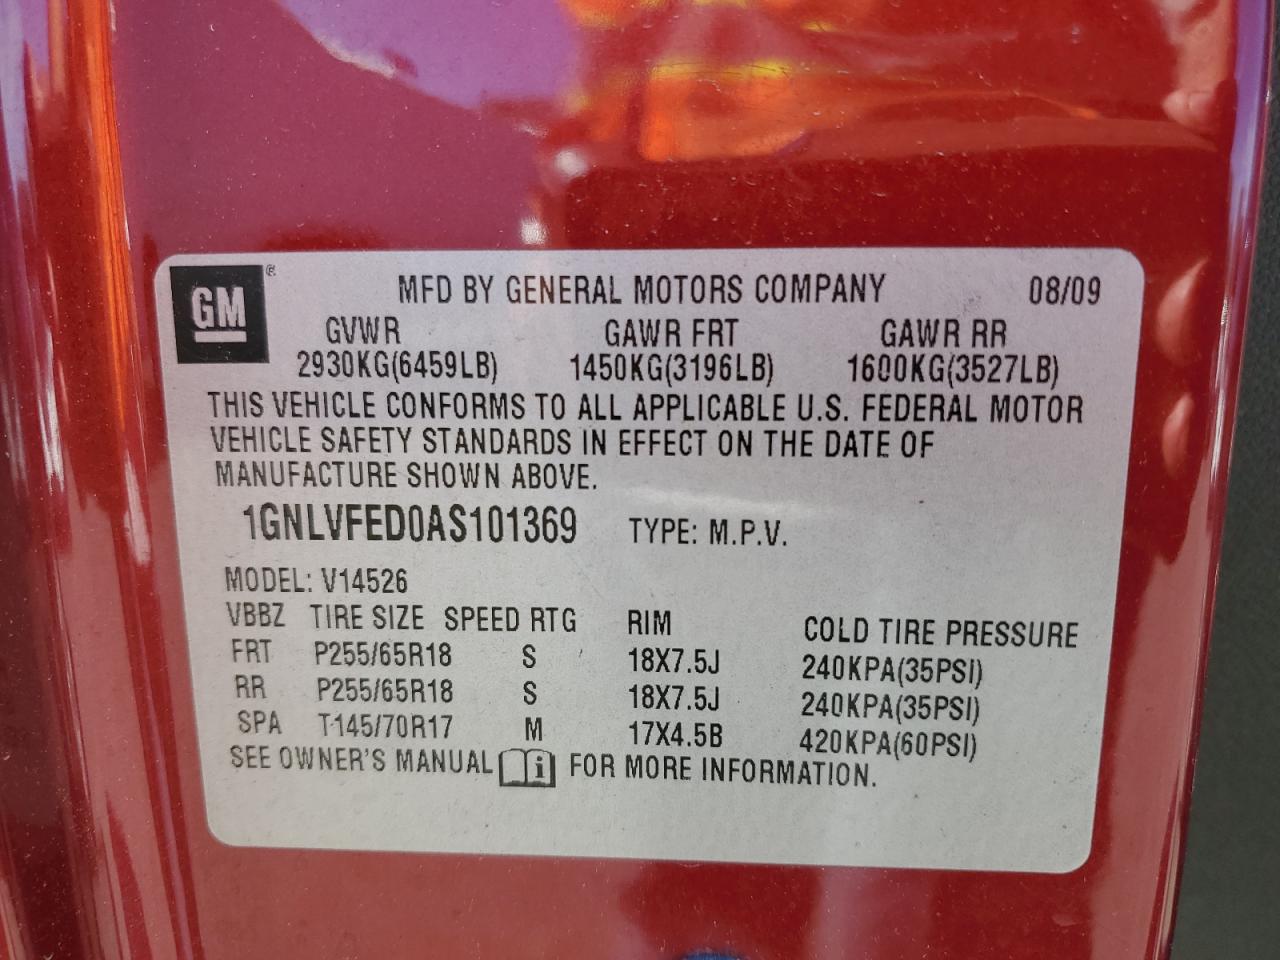 GM ®
MFD BY GENERAL MOTORS COMPANY 08/09
GVWR GAWR FRT GAWR RR
2930KG(6459LB) 1450KG(3196LB) 1600KG(3527LB)
THIS VEHICLE CONFORMS TO ALL APPLICABLE U.S. FEDERAL MOTOR
VEHICLE SAFETY STANDARDS IN EFFECT ON THE DATE OF
MANUFACTURE SHOWN ABOVE.
1GNLVFED0AS101369 TYPE: M.P.V.
MODEL: V14526
VBBZ TIRE SIZE SPEED RTG RIM COLD TIRE PRESSURE
FRT P255/65R18 S 18X7.5J 240KPA(35PSI)
RR P255/65R18 S 18X7.5J 240KPA(35PSI)
SPA T145/70R17 M 17X4.5B 420KPA(60PSI)
SEE OWNER'S MANUAL i FOR MORE INFORMATION.